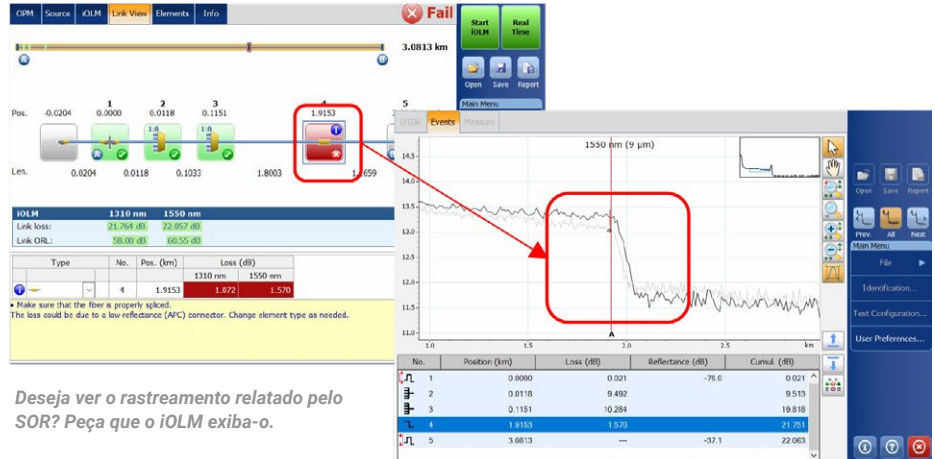 OPM Source iOLM Link View Elements Info
Fail
Start iOLM
Real Time
3.0813 km
A
B
Open Save Report
Main Menu
1 2 3 4 5
Pos. -0.0204 0.0000 0.0118 0.1151 1.9153
1:8 1:8
Len. 0.0204 0.0118 0.1033 1.8003
iOLM 1310 nm 1550 nm
Link loss: 21.764 dB 22.057 dB
Link ORL: 58.00 dB 60.55 dB
Type No. Pos. (km) Loss (dB)
1310 nm 1550 nm
4 1.9153 1.072 1.570
• Make sure that the fiber is properly spliced.
The loss could be due to a low-reflectance (APC) connector. Change element type as needed.
Deseja ver o rastreamento relatado pelo
SOR? Peça que o iOLM exiba-o.
OTDR Events Measure
1550 nm (9 µm)
14.5
14.0
13.5
13.0
12.5
12.0
11.5
11.0
1.0 1.5 2.0 2.5 km
A
No. Position (km) Loss (dB) Reflectance (dB) Cumul. (dB)
1 0.0000 0.021 -76.0 0.021
2 0.0118 9.492 9.513
3 0.1151 10.284 19.818
4 1.9153 1.570 21.751
5 3.0813 --- -37.1 22.063
Open Save Report
Prev. All Next
Main Menu
File
Identification...
Test Configuration...
User Preferences...